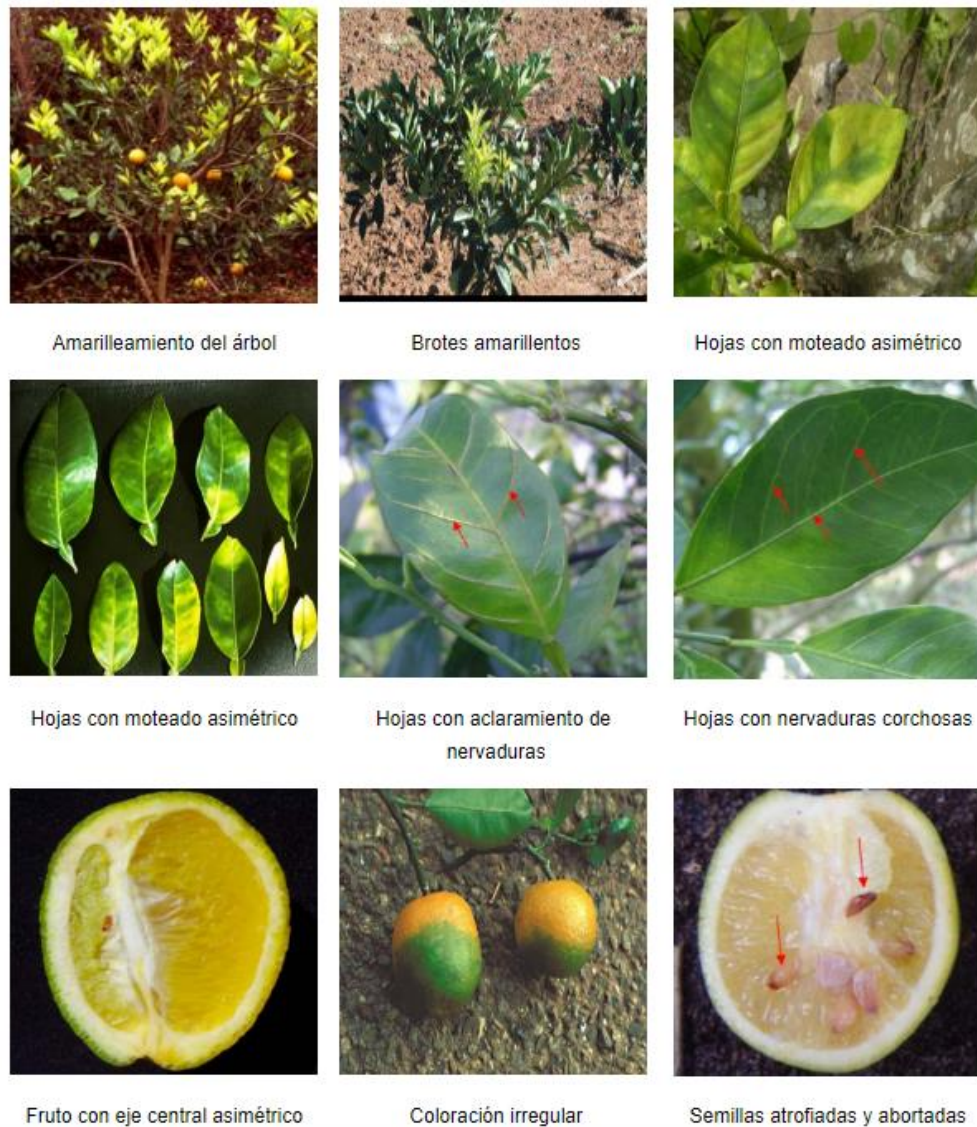 Amarilleamiento del árbol
Brotes amarillentos
Hojas con moteado asimétrico
Hojas con moteado asimétrico
Hojas con aclaramiento de
nervaduras
Hojas con nervaduras corchosas
Fruto con eje central asimétrico
Coloración irregular
Semillas atrofiadas y abortadas